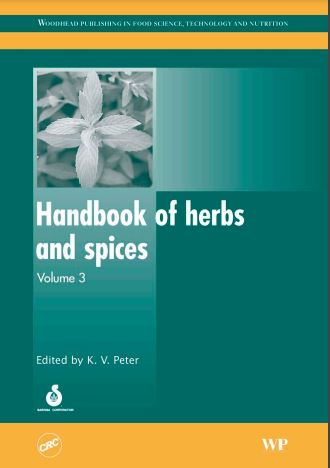 WOODHEAD PUBLISHING IN FOOD SCIENCE, TECHNOLOGY AND NUTRITION
Handbook of herbs
and spices
Volume 3
Edited by K. V. Peter
CRC
WP